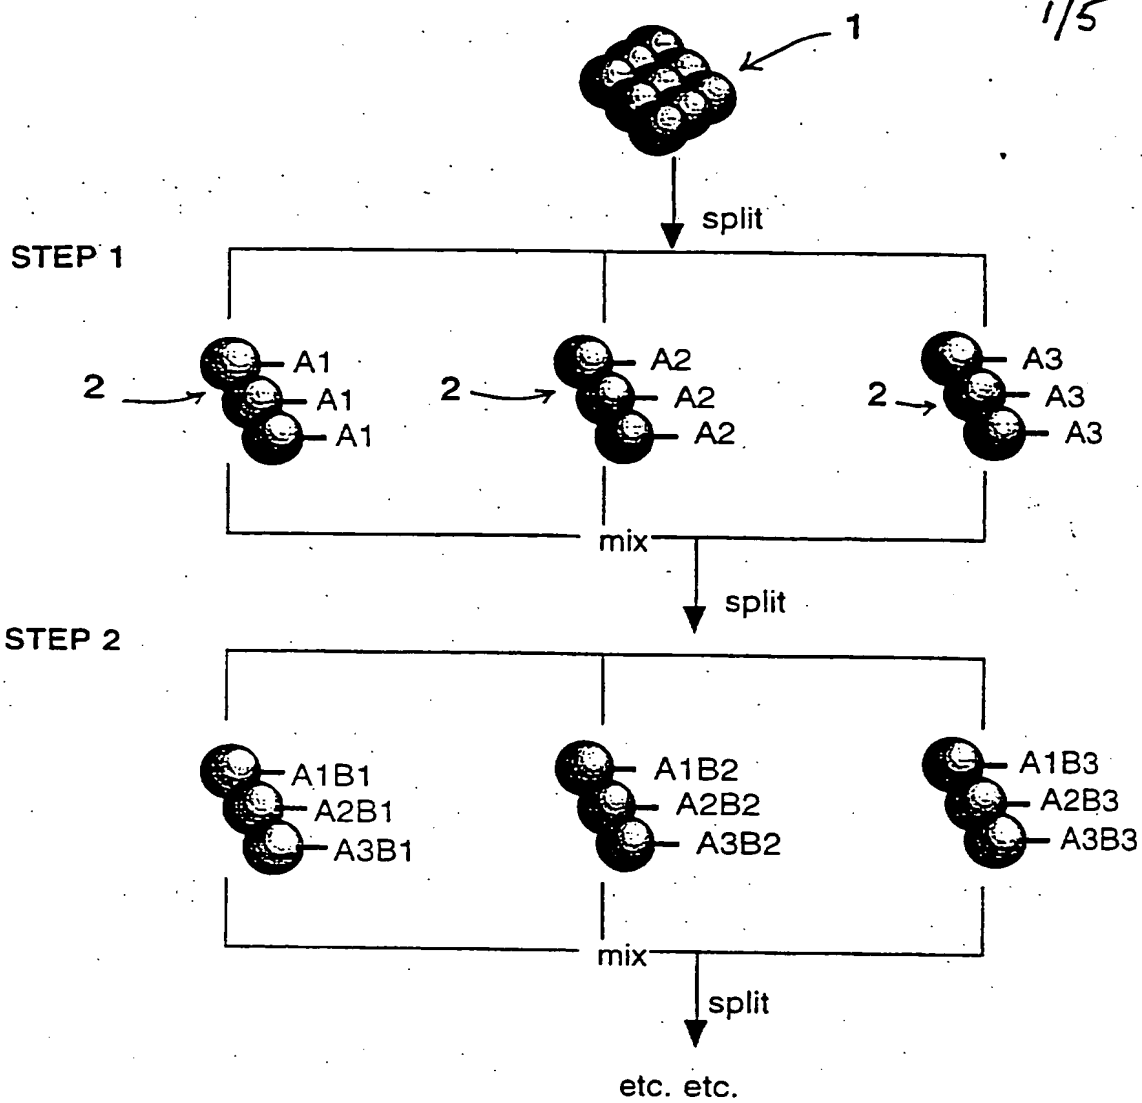 1/5
1
split
STEP 1
A1 A2 A3
2 2 2
A1 A2 A3
A1 A2 A3
mix
split
STEP 2
A1B1 A1B2 A1B3
A2B1 A2B2 A2B3
A3B1 A3B2 A3B3
mix
split
etc. etc.